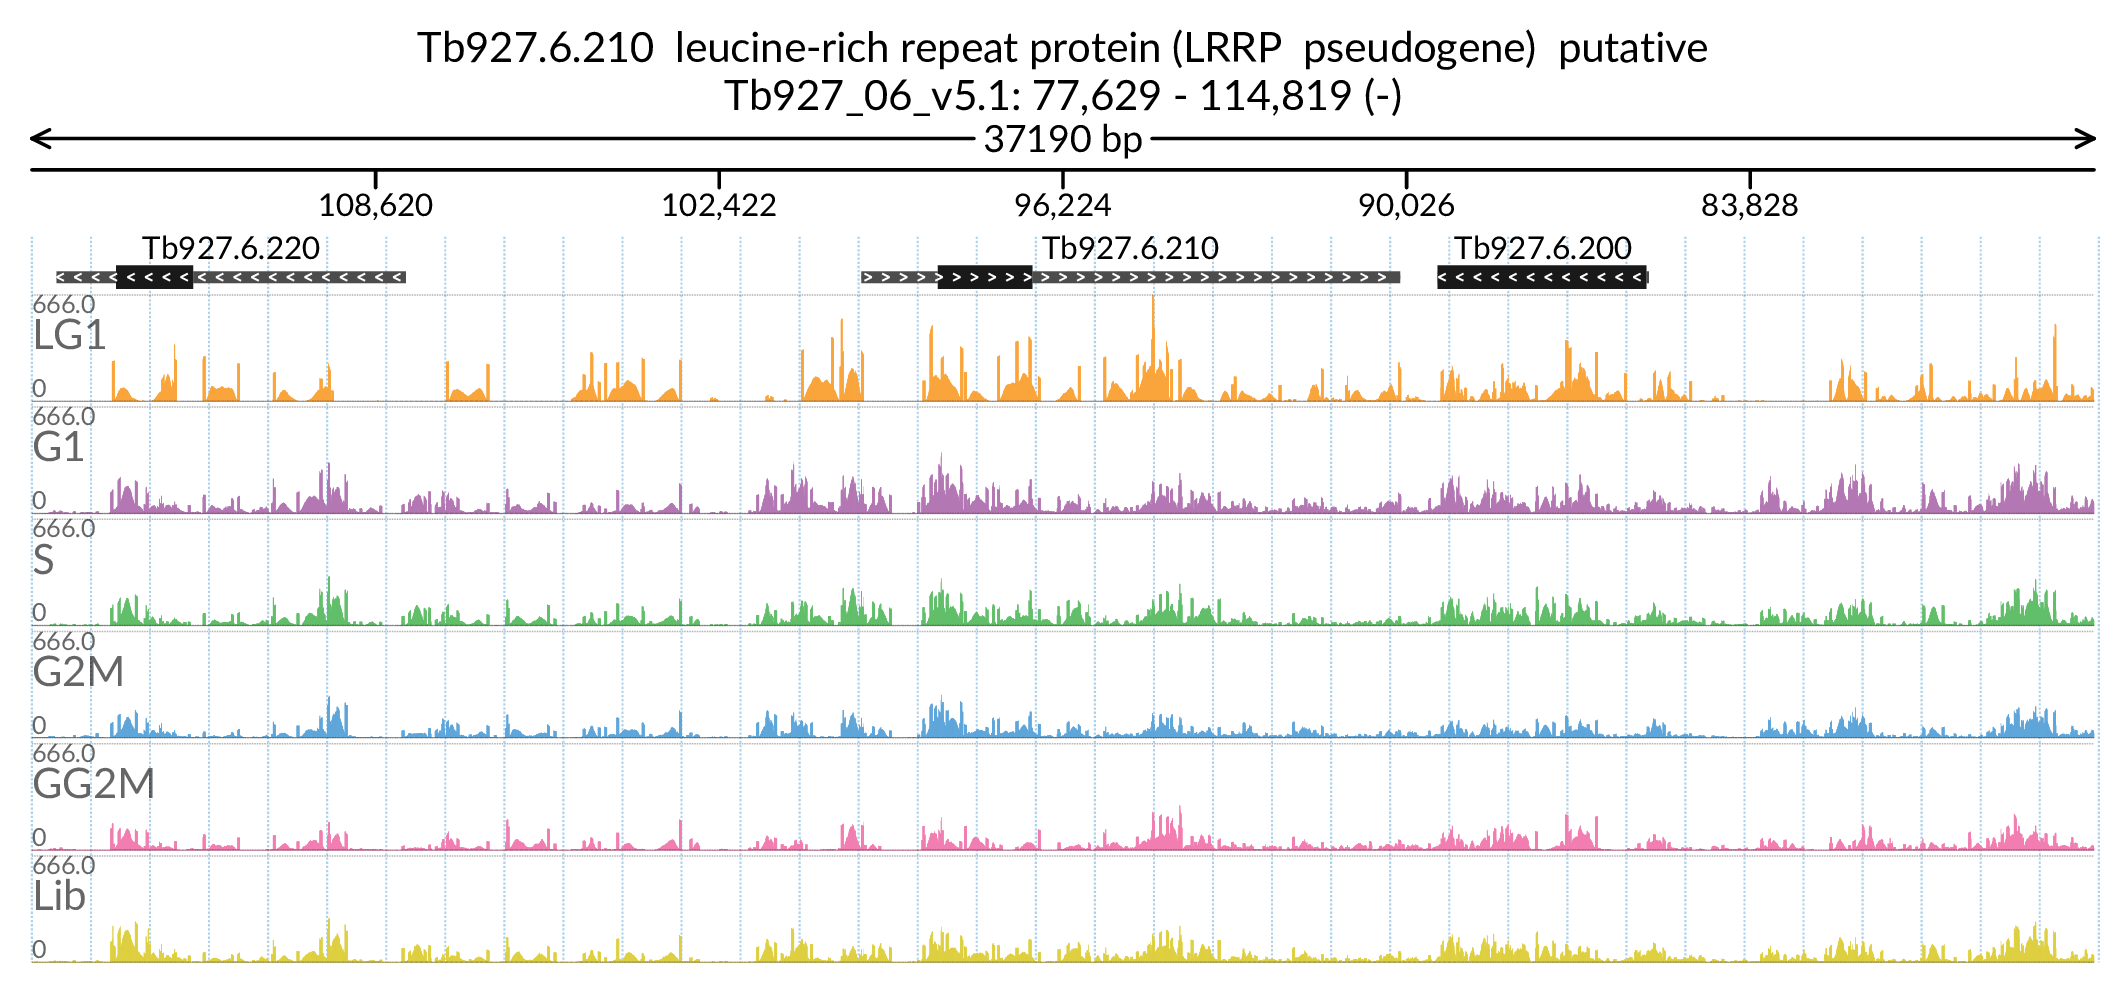 Tb927.6.210 leucine-rich repeat protein (LRRP pseudogene) putative
Tb927_06_v5.1: 77,629 - 114,819 (-)
37190 bp
108,620 102,422 96,224 90,026 83,828
Tb927.6.220 Tb927.6.210 Tb927.6.200
666.0
LG1
0
666.0
G1
0
666.0
S
0
666.0
G2M
0
666.0
GG2M
0
666.0
Lib
0